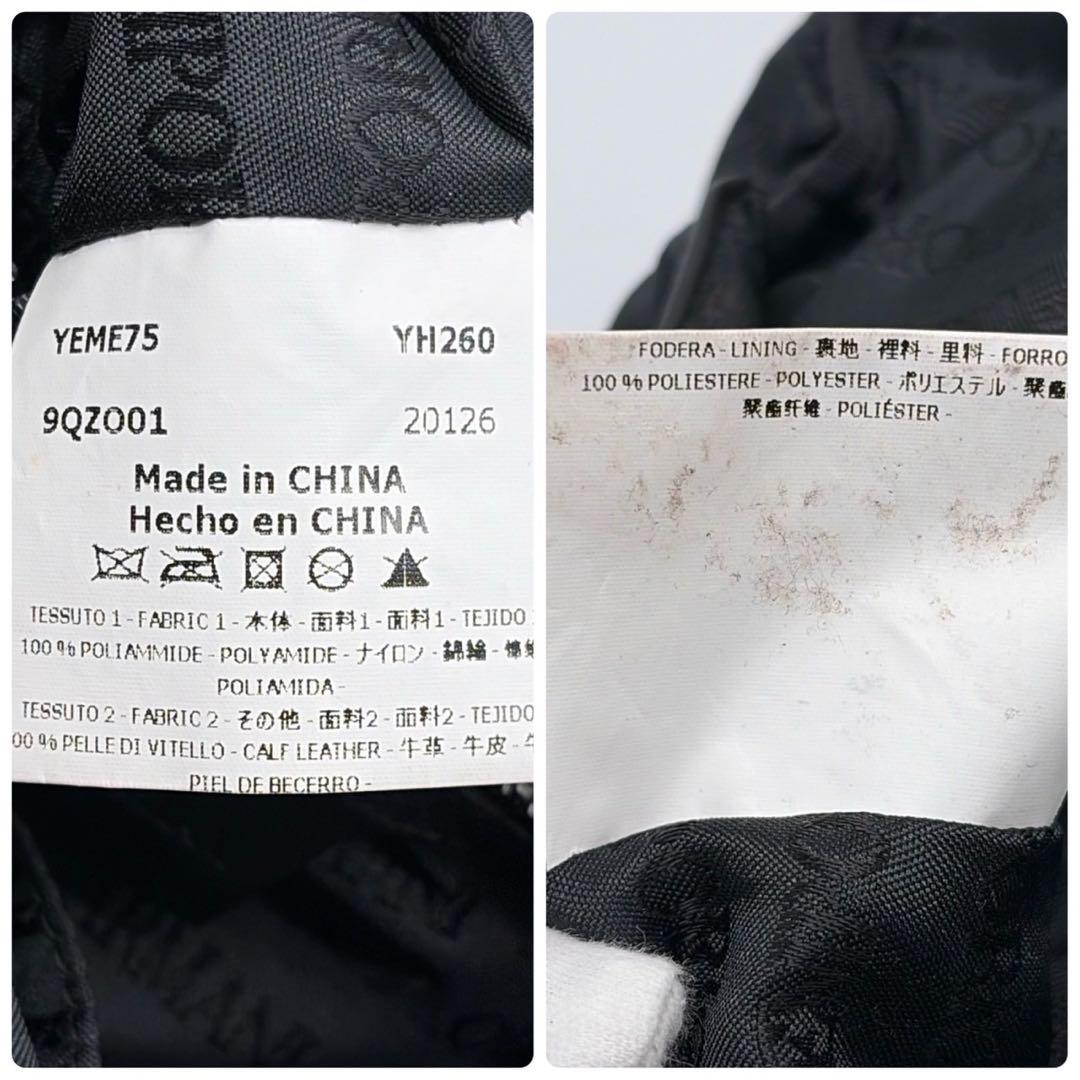 YEME75 YH260
9QZO01 20126
Made in CHINA
Hecho en CHINA
TESSUTO 1 - FABRIC 1 - 本体 - 面料1 - 面料1 - TEJIDO
100 % POLIAMMIDE - POLYAMIDE - ナイロン - 錦綸 -
POLIAMIDA -
TESSUTO 2 - FABRIC 2 - その他 - 面料2 - 面料2 - TEJIDO
00 % PELLE DI VITELLO - CALF LEATHER - 牛革 - 牛皮 -
PIEL DE BECERRO -
FODERA - LINING - 裏地 - 裡料 - 里料 - FORRO
100 % POLIESTERE - POLYESTER - ポリエステル - 聚
聚酯纤维 - POLIÉSTER -